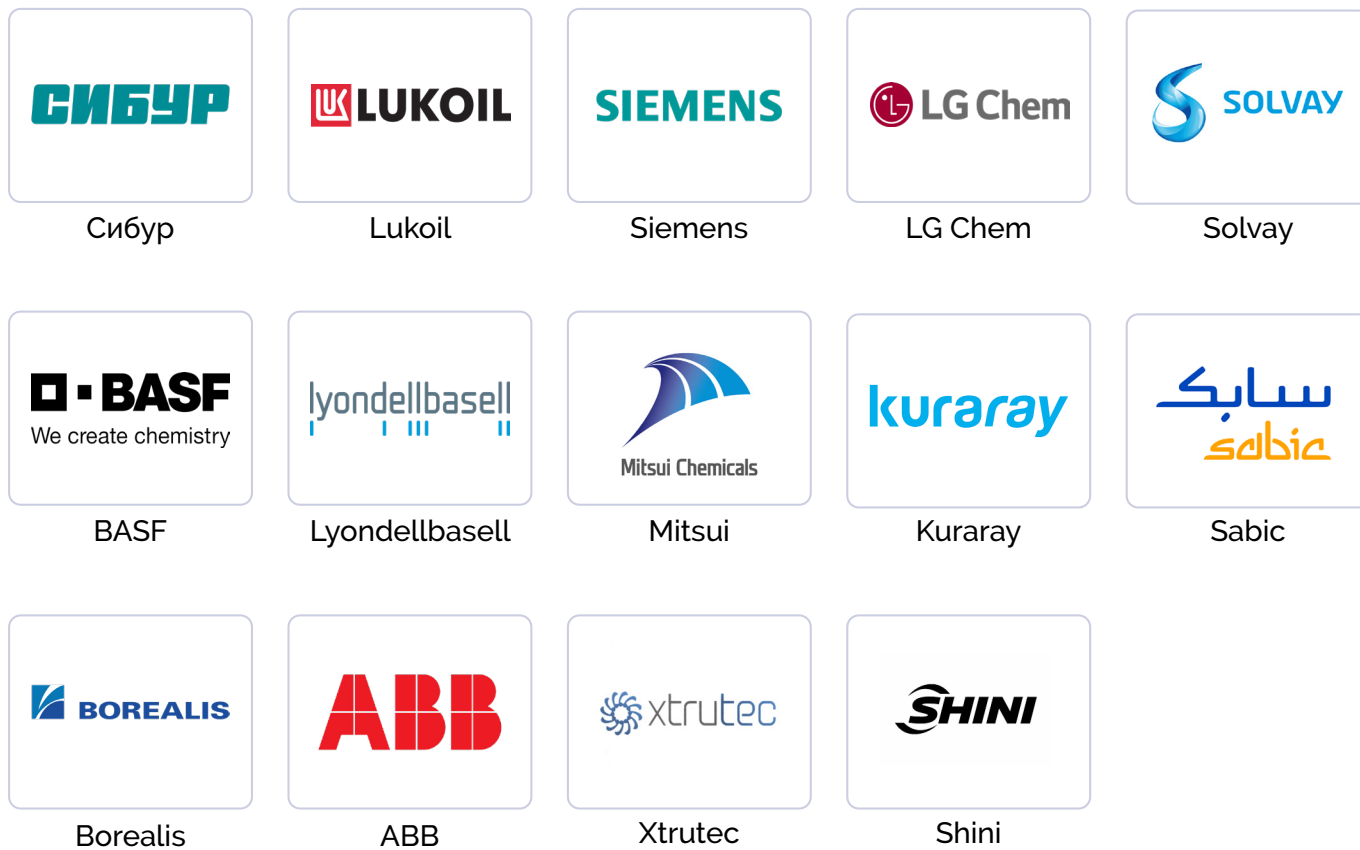 СИБУР
LUKOIL
SIEMENS
LG Chem
SOLVAY
Сибур
Lukoil
Siemens
LG Chem
Solvay
BASF
We create chemistry
lyondellbasell
Mitsui Chemicals
kuraray
سابك
sabic
BASF
Lyondellbasell
Mitsui
Kuraray
Sabic
BOREALIS
ABB
xtrutec
SHINI
Borealis
ABB
Xtrutec
Shini